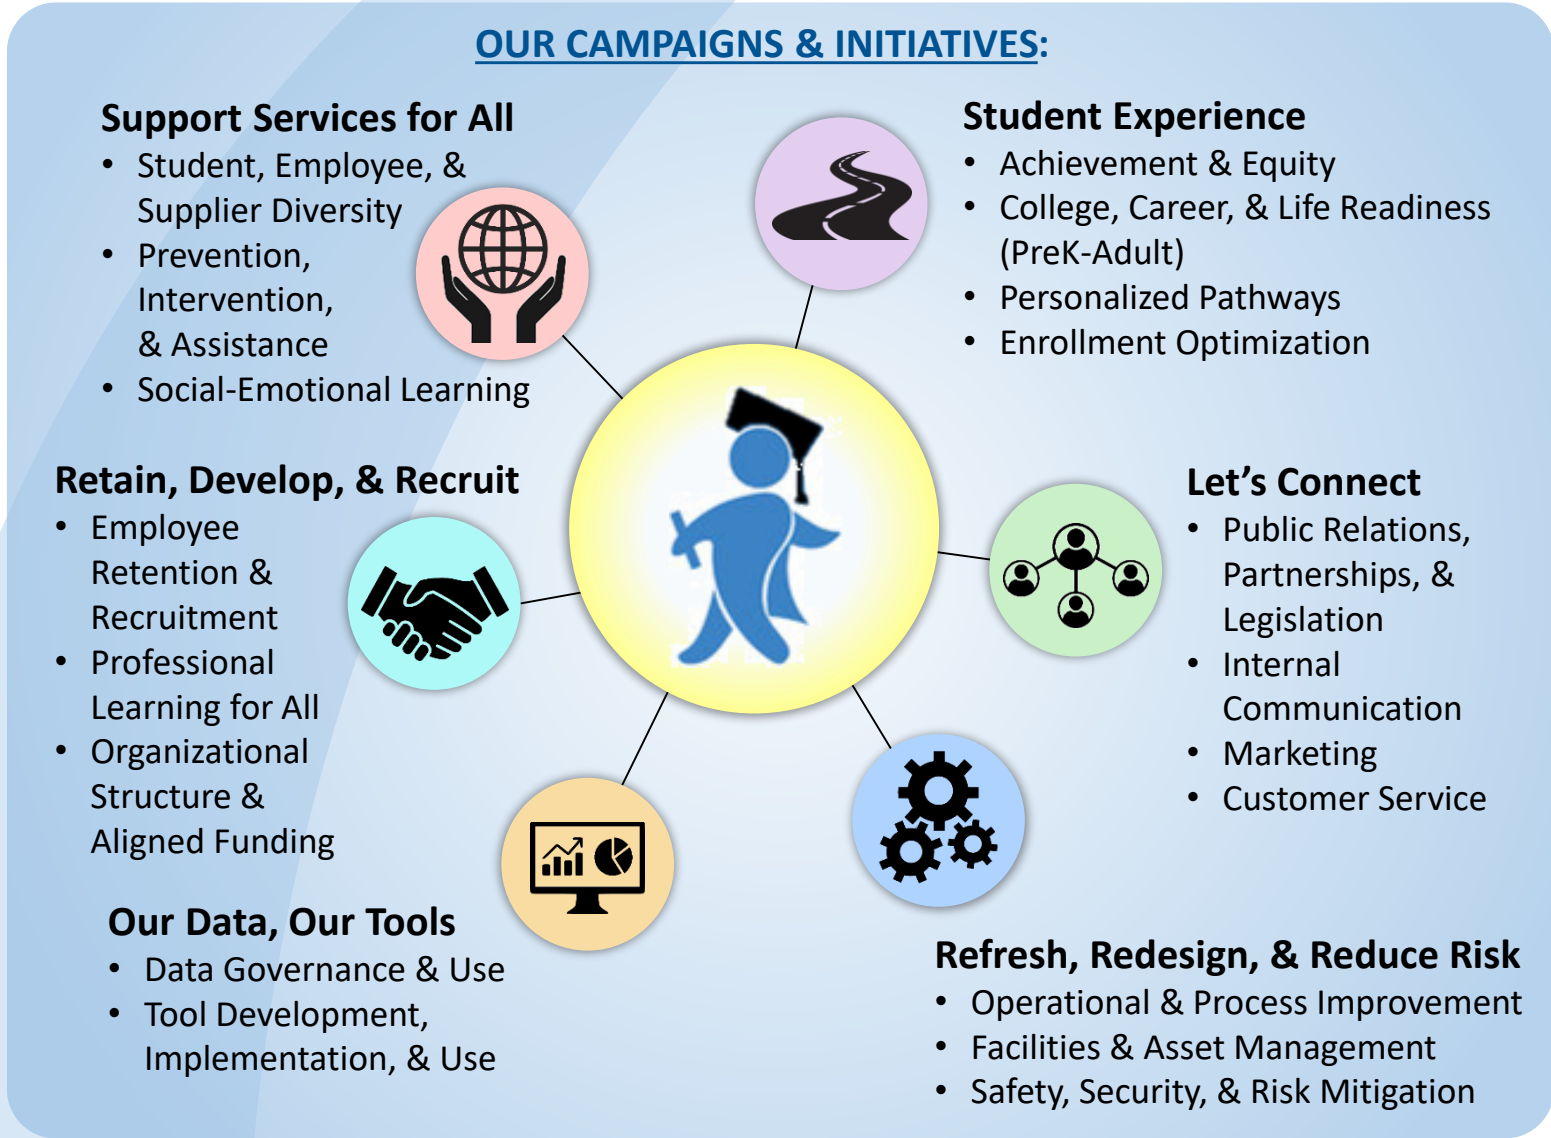 OUR CAMPAIGNS & INITIATIVES:
Support Services for All
• Student, Employee, &
Supplier Diversity
• Prevention,
Intervention,
& Assistance
• Social-Emotional Learning
Student Experience
• Achievement & Equity
• College, Career, & Life Readiness
(PreK-Adult)
• Personalized Pathways
• Enrollment Optimization
Retain, Develop, & Recruit
• Employee
Retention &
Recruitment
• Professional
Learning for All
• Organizational
Structure &
Aligned Funding
Let’s Connect
• Public Relations,
Partnerships, &
Legislation
• Internal
Communication
• Marketing
• Customer Service
Our Data, Our Tools
• Data Governance & Use
• Tool Development,
Implementation, & Use
Refresh, Redesign, & Reduce Risk
• Operational & Process Improvement
• Facilities & Asset Management
• Safety, Security, & Risk Mitigation